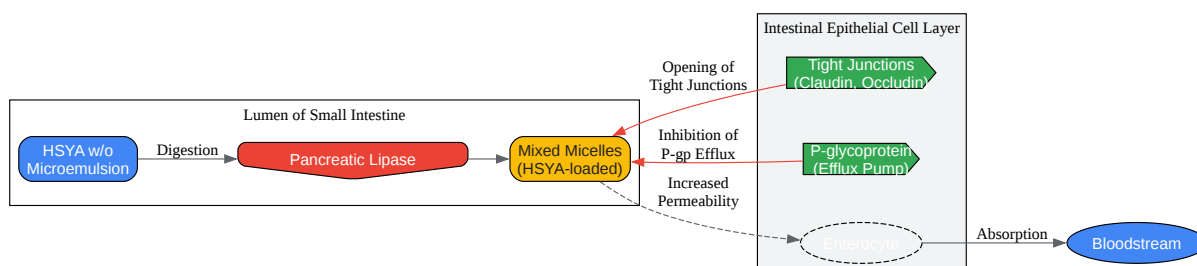 Intestinal Epithelial Cell Layer
Opening of
Tight Junctions
Tight Junctions
(Claudin, Occludin)
Lumen of Small Intestine
HSYA w/o
Microemulsion
Digestion
Pancreatic Lipase
Mixed Micelles
(HSYA-loaded)
Inhibition of
P-gp Efflux
P-glycoprotein
(Efflux Pump)
Increased
Permeability
Enterocyte
Absorption
Bloodstream